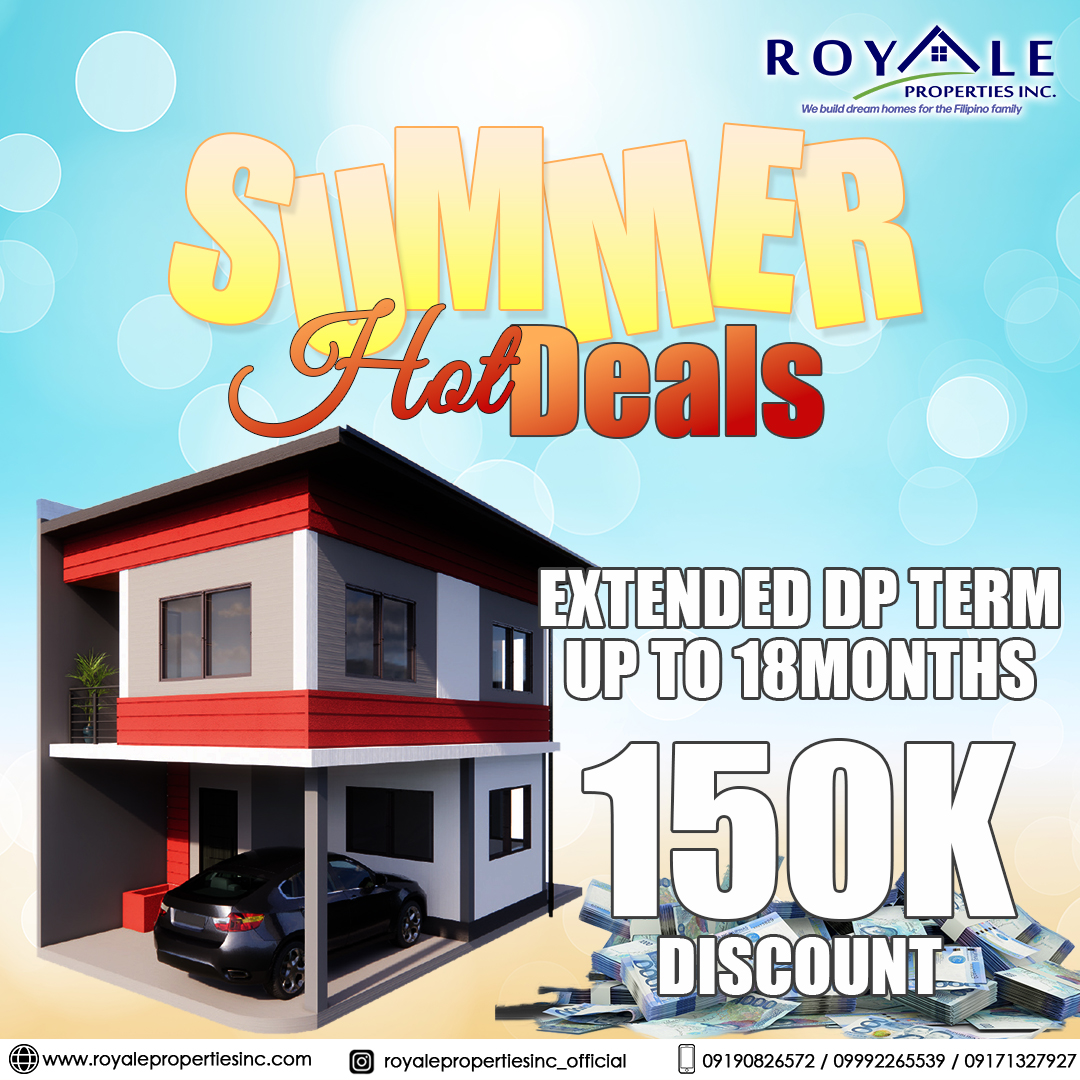 ROYALE
PROPERTIES INC.
We build dream homes for the Filipino family
SUMMER
Hot Deals
EXTENDED DP TERM
UP TO 18MONTHS
150K
DISCOUNT
www.royalepropertiesinc.com royalepropertiesinc_official 09190826572 / 09992265539 / 09171327927